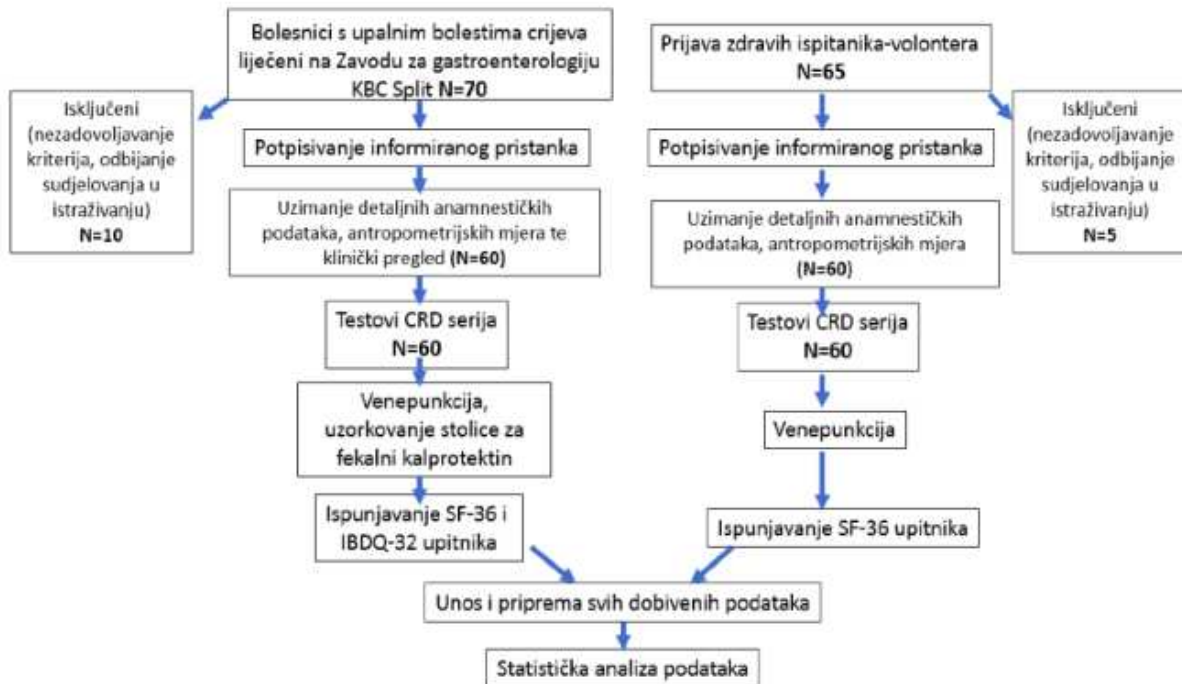 Bolesnici s upalnim bolestima crijeva
liječeni na Zavodu za gastroenterologiju
KBC Split N=70
Prijava zdravih ispitanika-volontera
N=65
Isključeni
(nezadovoljavanje
kriterija, odbijanje
sudjelovanja u
istraživanju)
N=10
Potpisivanje informiranog pristanka
Potpisivanje informiranog pristanka
Isključeni
(nezadovoljavanje
kriterija, odbijanje
sudjelovanja u
istraživanju)
N=5
Uzimanje detaljnih anamnestičkih
podataka, antropometrijskih mjera te
klinički pregled (N=60)
Uzimanje detaljnih anamnestičkih
podataka, antropometrijskih mjera
(N=60)
Testovi CRD serija
N=60
Testovi CRD serija
N=60
Venepunkcija,
uzorkovanje stolice za
fekalni kalprotektin
Venepunkcija
Ispunjavanje SF-36 i
IBDQ-32 upitnika
Ispunjavanje SF-36 upitnika
Unos i priprema svih dobivenih podataka
Statistička analiza podataka